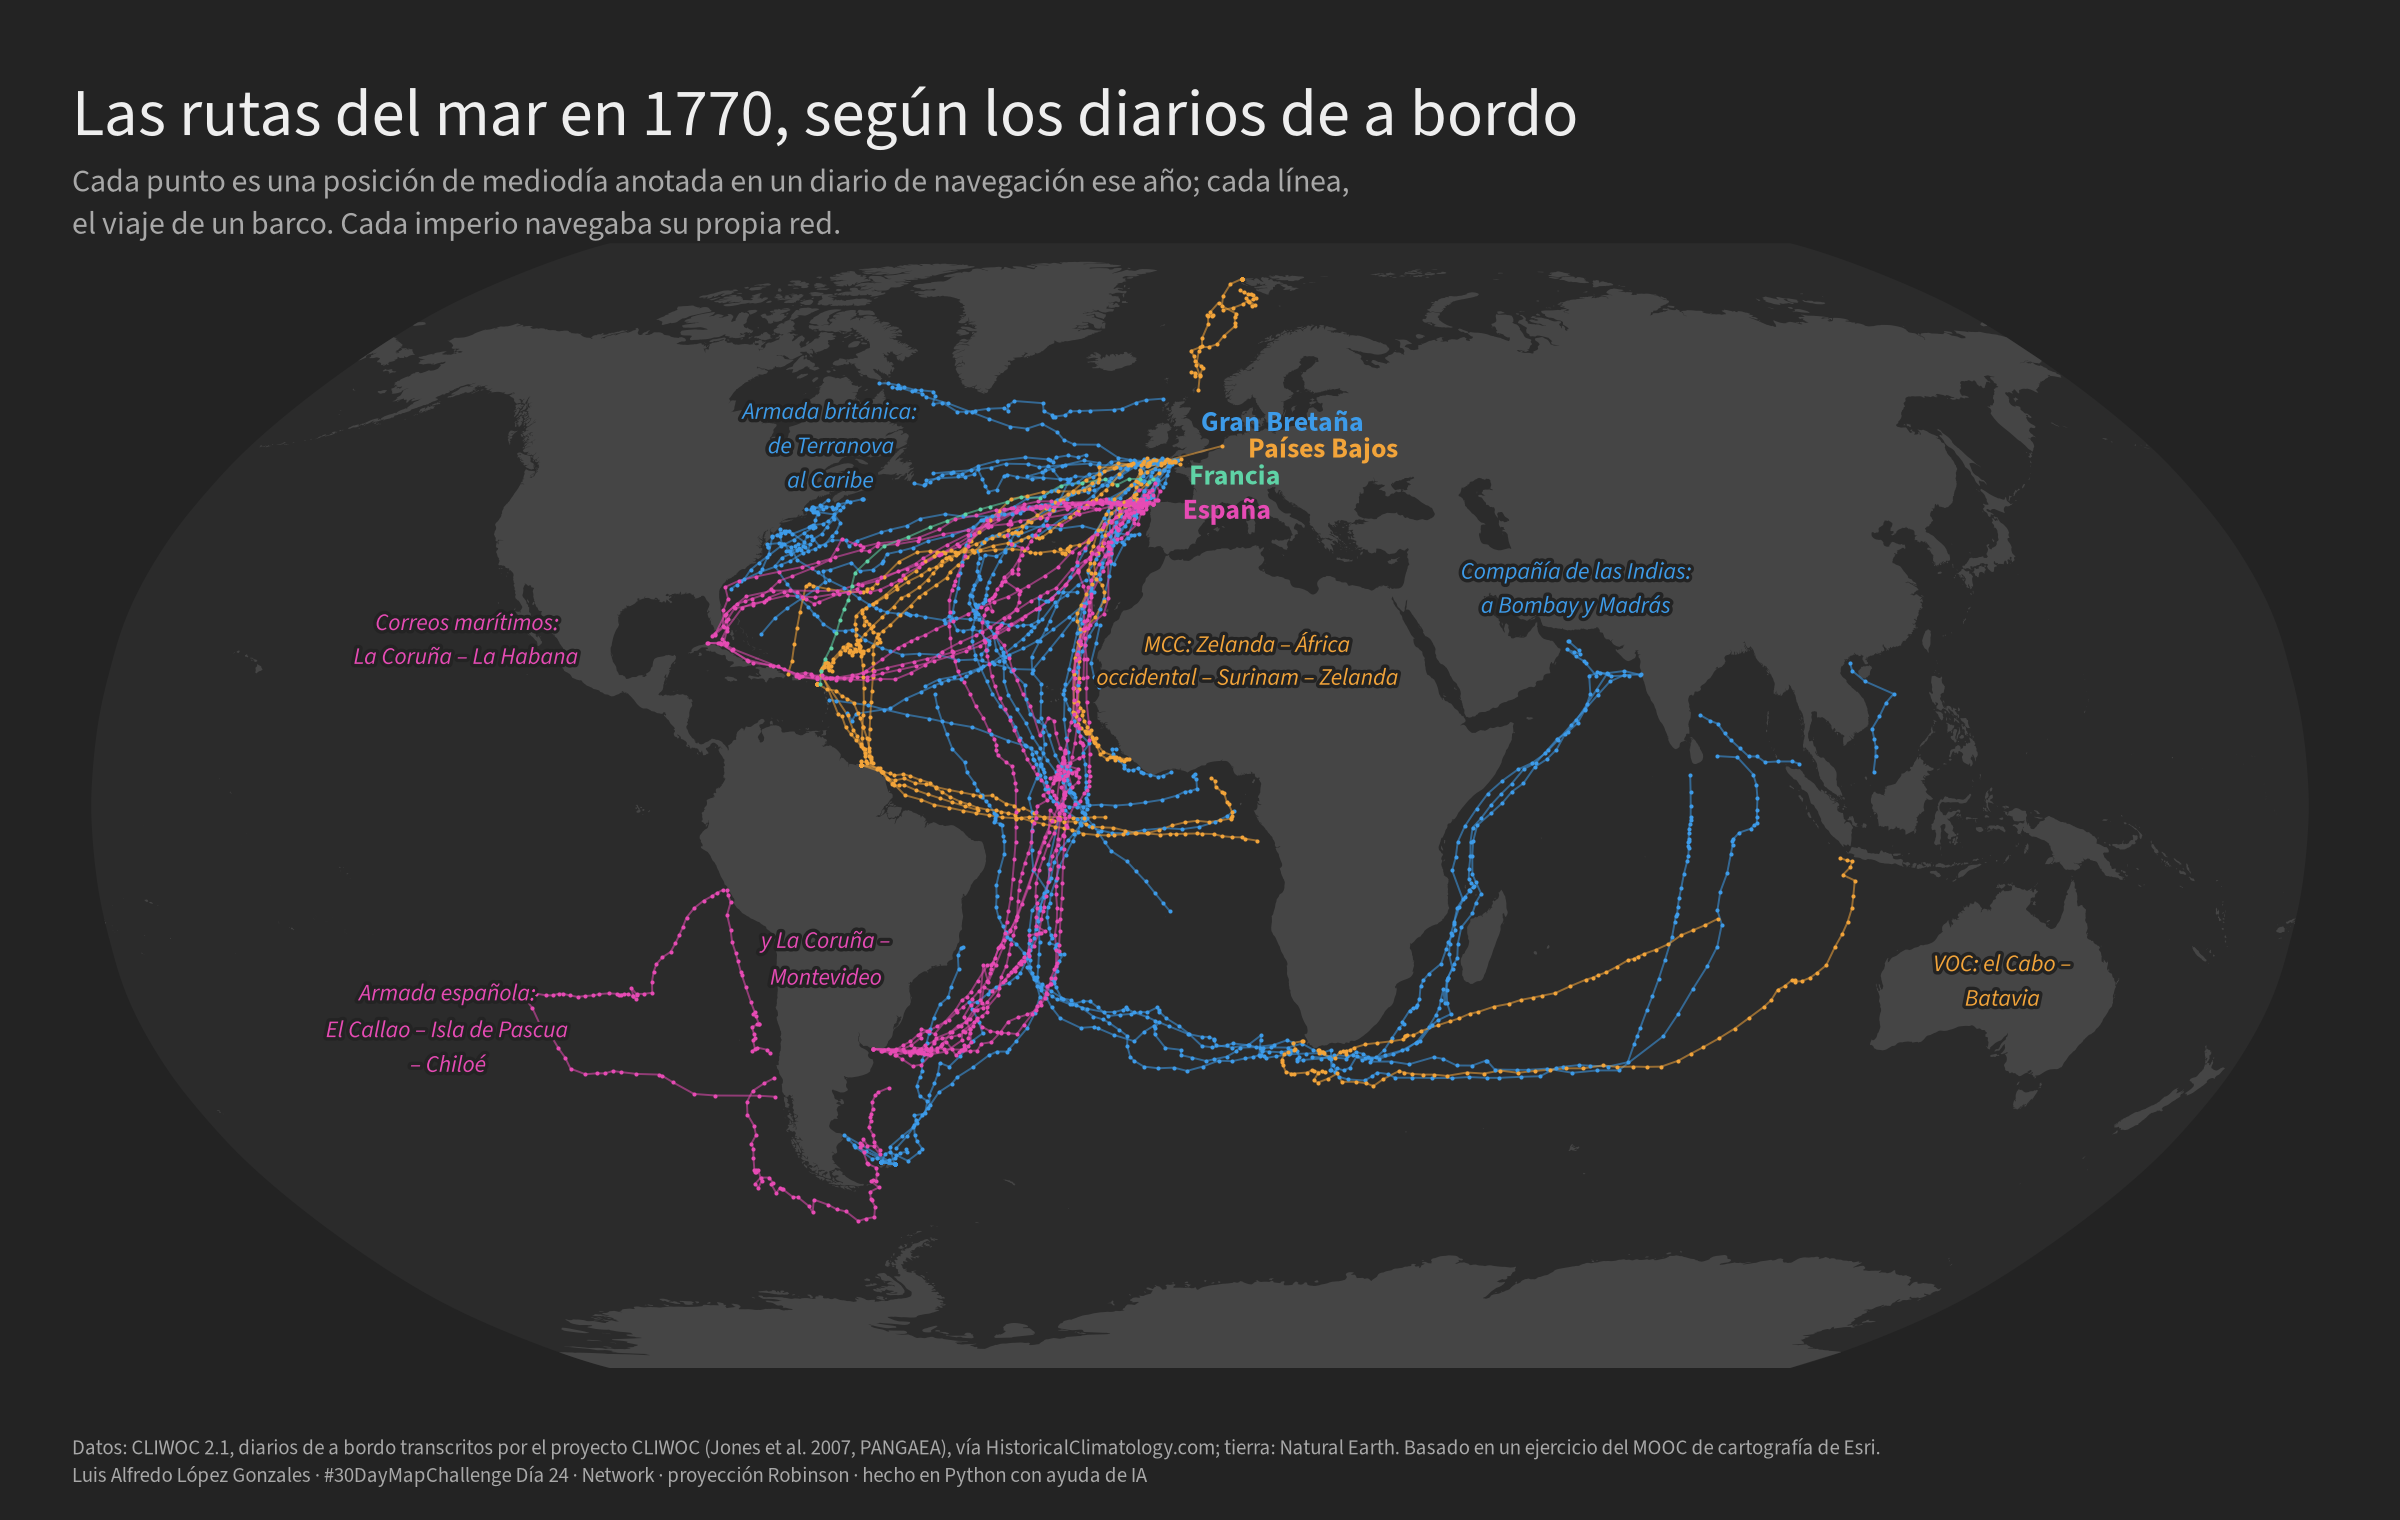 Las rutas del mar en 1770, según los diarios de a bordo
Cada punto es una posición de mediodía anotada en un diario de navegación ese año; cada línea,
el viaje de un barco. Cada imperio navegaba su propia red.
Armada británica:
de Terranova
al Caribe
Gran Bretaña
Países Bajos
Francia
España
Compañía de las Indias:
a Bombay y Madrás
Correos marítimos:
La Coruña – La Habana
MCC: Zelanda – África
occidental – Surinam – Zelanda
y La Coruña –
Montevideo
Armada española:
El Callao – Isla de Pascua
– Chiloé
VOC: el Cabo –
Batavia
Datos: CLIWOC 2.1, diarios de a bordo transcritos por el proyecto CLIWOC (Jones et al. 2007, PANGAEA), vía HistoricalClimatology.com; tierra: Natural Earth. Basado en un ejercicio del MOOC de cartografía de Esri.
Luis Alfredo López Gonzales · #30DayMapChallenge Día 24 · Network · proyección Robinson · hecho en Python con ayuda de IA